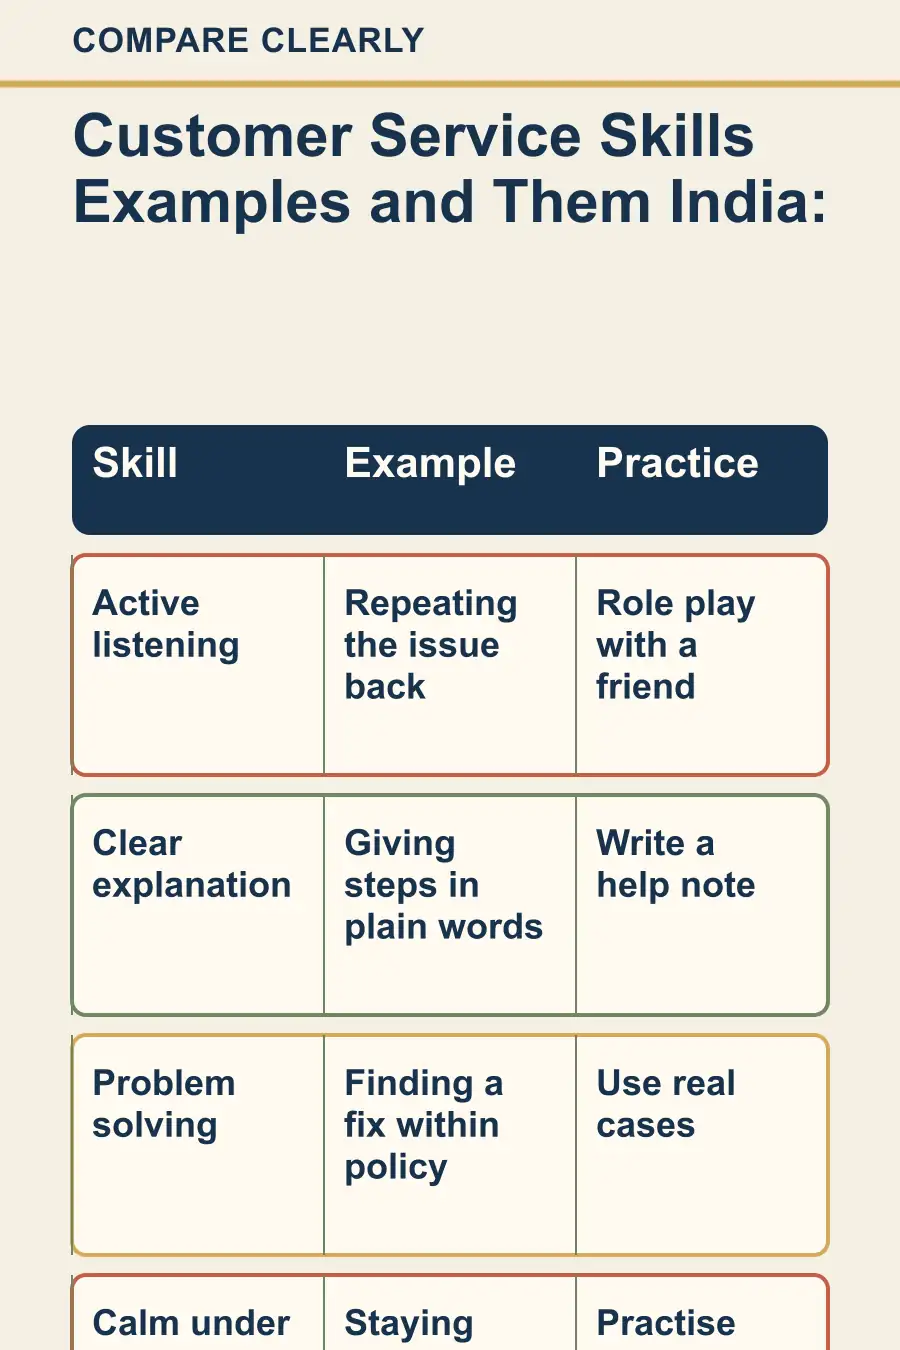 COMPARE CLEARLY
Customer Service Skills
Examples and Them India:
Skill Example Practice
Active
listening
Repeating
the issue
back
Role play
with a
friend
Clear
explanation
Giving
steps in
plain words
Write a
help note
Problem
solving
Finding a
fix within
policy
Use real
cases
Calm under
Staying
Practise